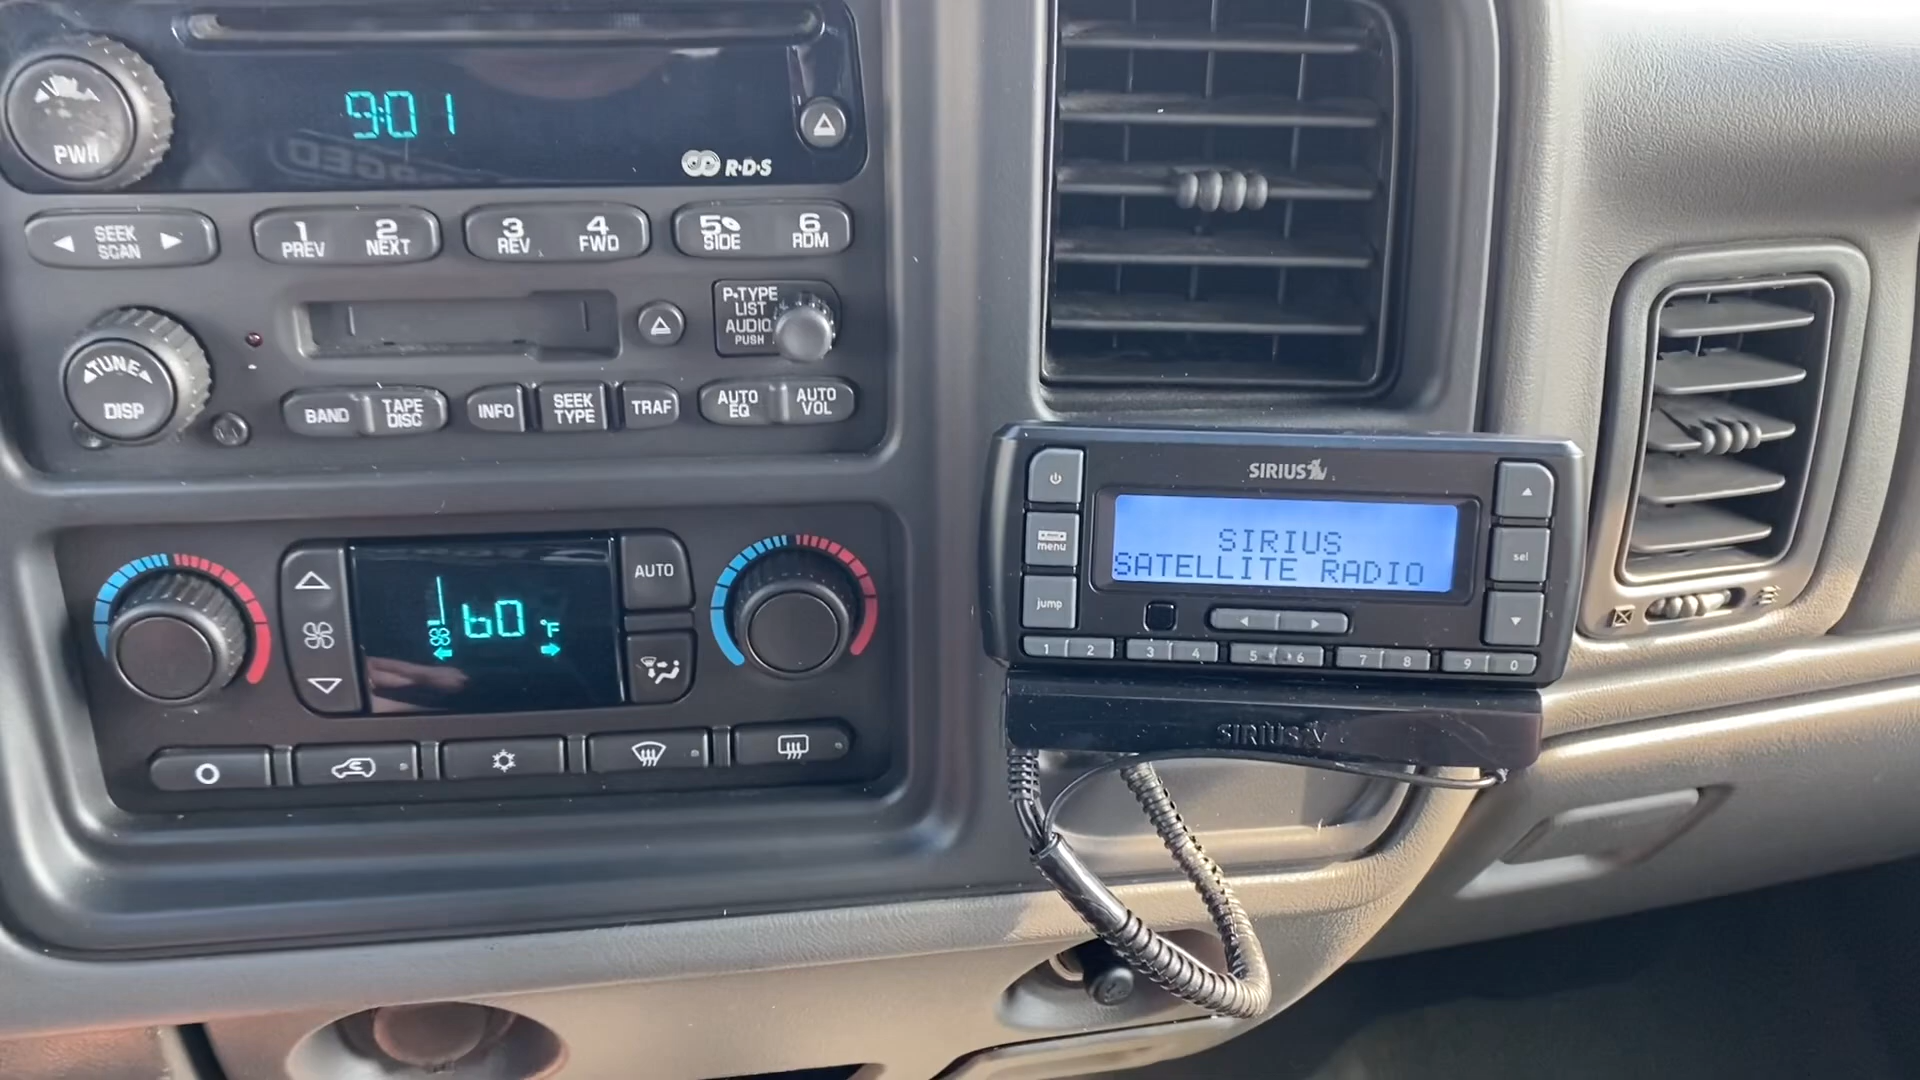 9:01
VOL
PWR
R·D·S
SEEK
SCAN
1
PREV
2
NEXT
3
REV
4
FWD
5
SIDE
6
RDM
P-TYPE
LIST
AUDIO
PUSH
TUNE
DISP
BAND
TAPE
DISC
INFO
SEEK
TYPE
TRAF
AUTO
EQ
AUTO
VOL
60 °F
AUTO
SIRIUS
SIRIUS
SATELLITE RADIO
menu
sel
jump
1 2 3 4 5 6 7 8 9 0
SIRIUS